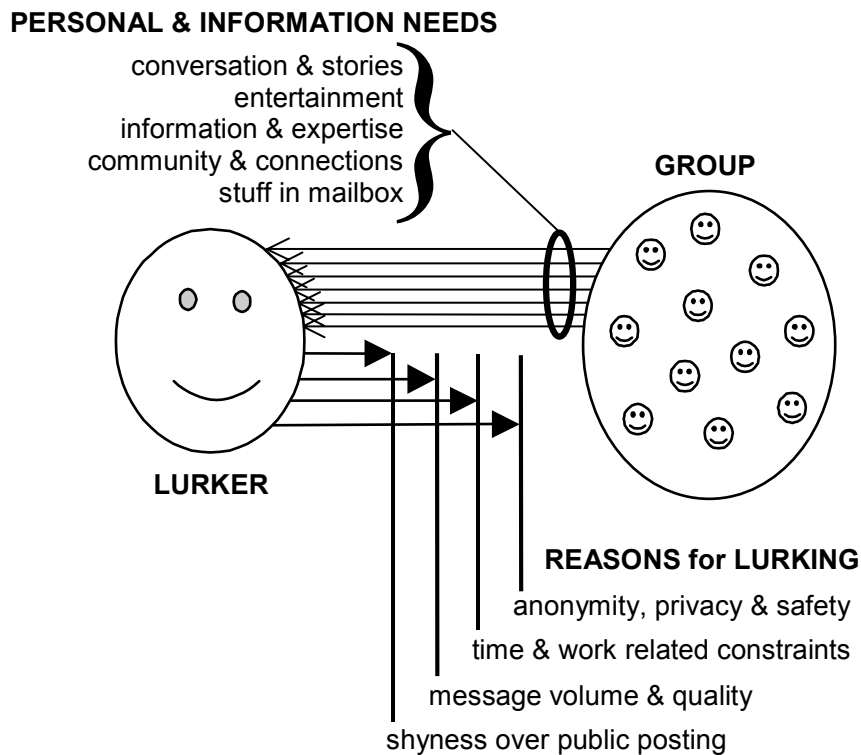 PERSONAL & INFORMATION NEEDS
conversation & stories
entertainment
information & expertise
community & connections
stuff in mailbox
GROUP
LURKER
REASONS for LURKING
anonymity, privacy & safety
time & work related constraints
message volume & quality
shyness over public posting